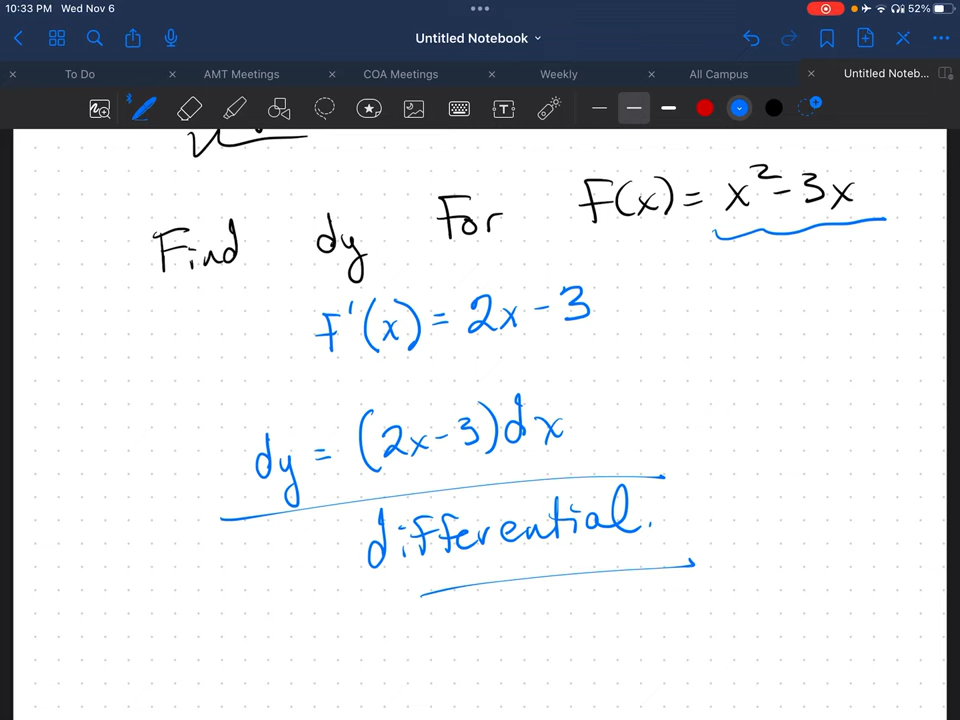 10:33 PM Wed Nov 6
52%
Untitled Notebook
To Do
AMT Meetings
COA Meetings
Weekly
All Campus
Untitled Noteb...
Find dy For F(x) = x² - 3x
F'(x) = 2x - 3
dy = (2x - 3) dx
differential.